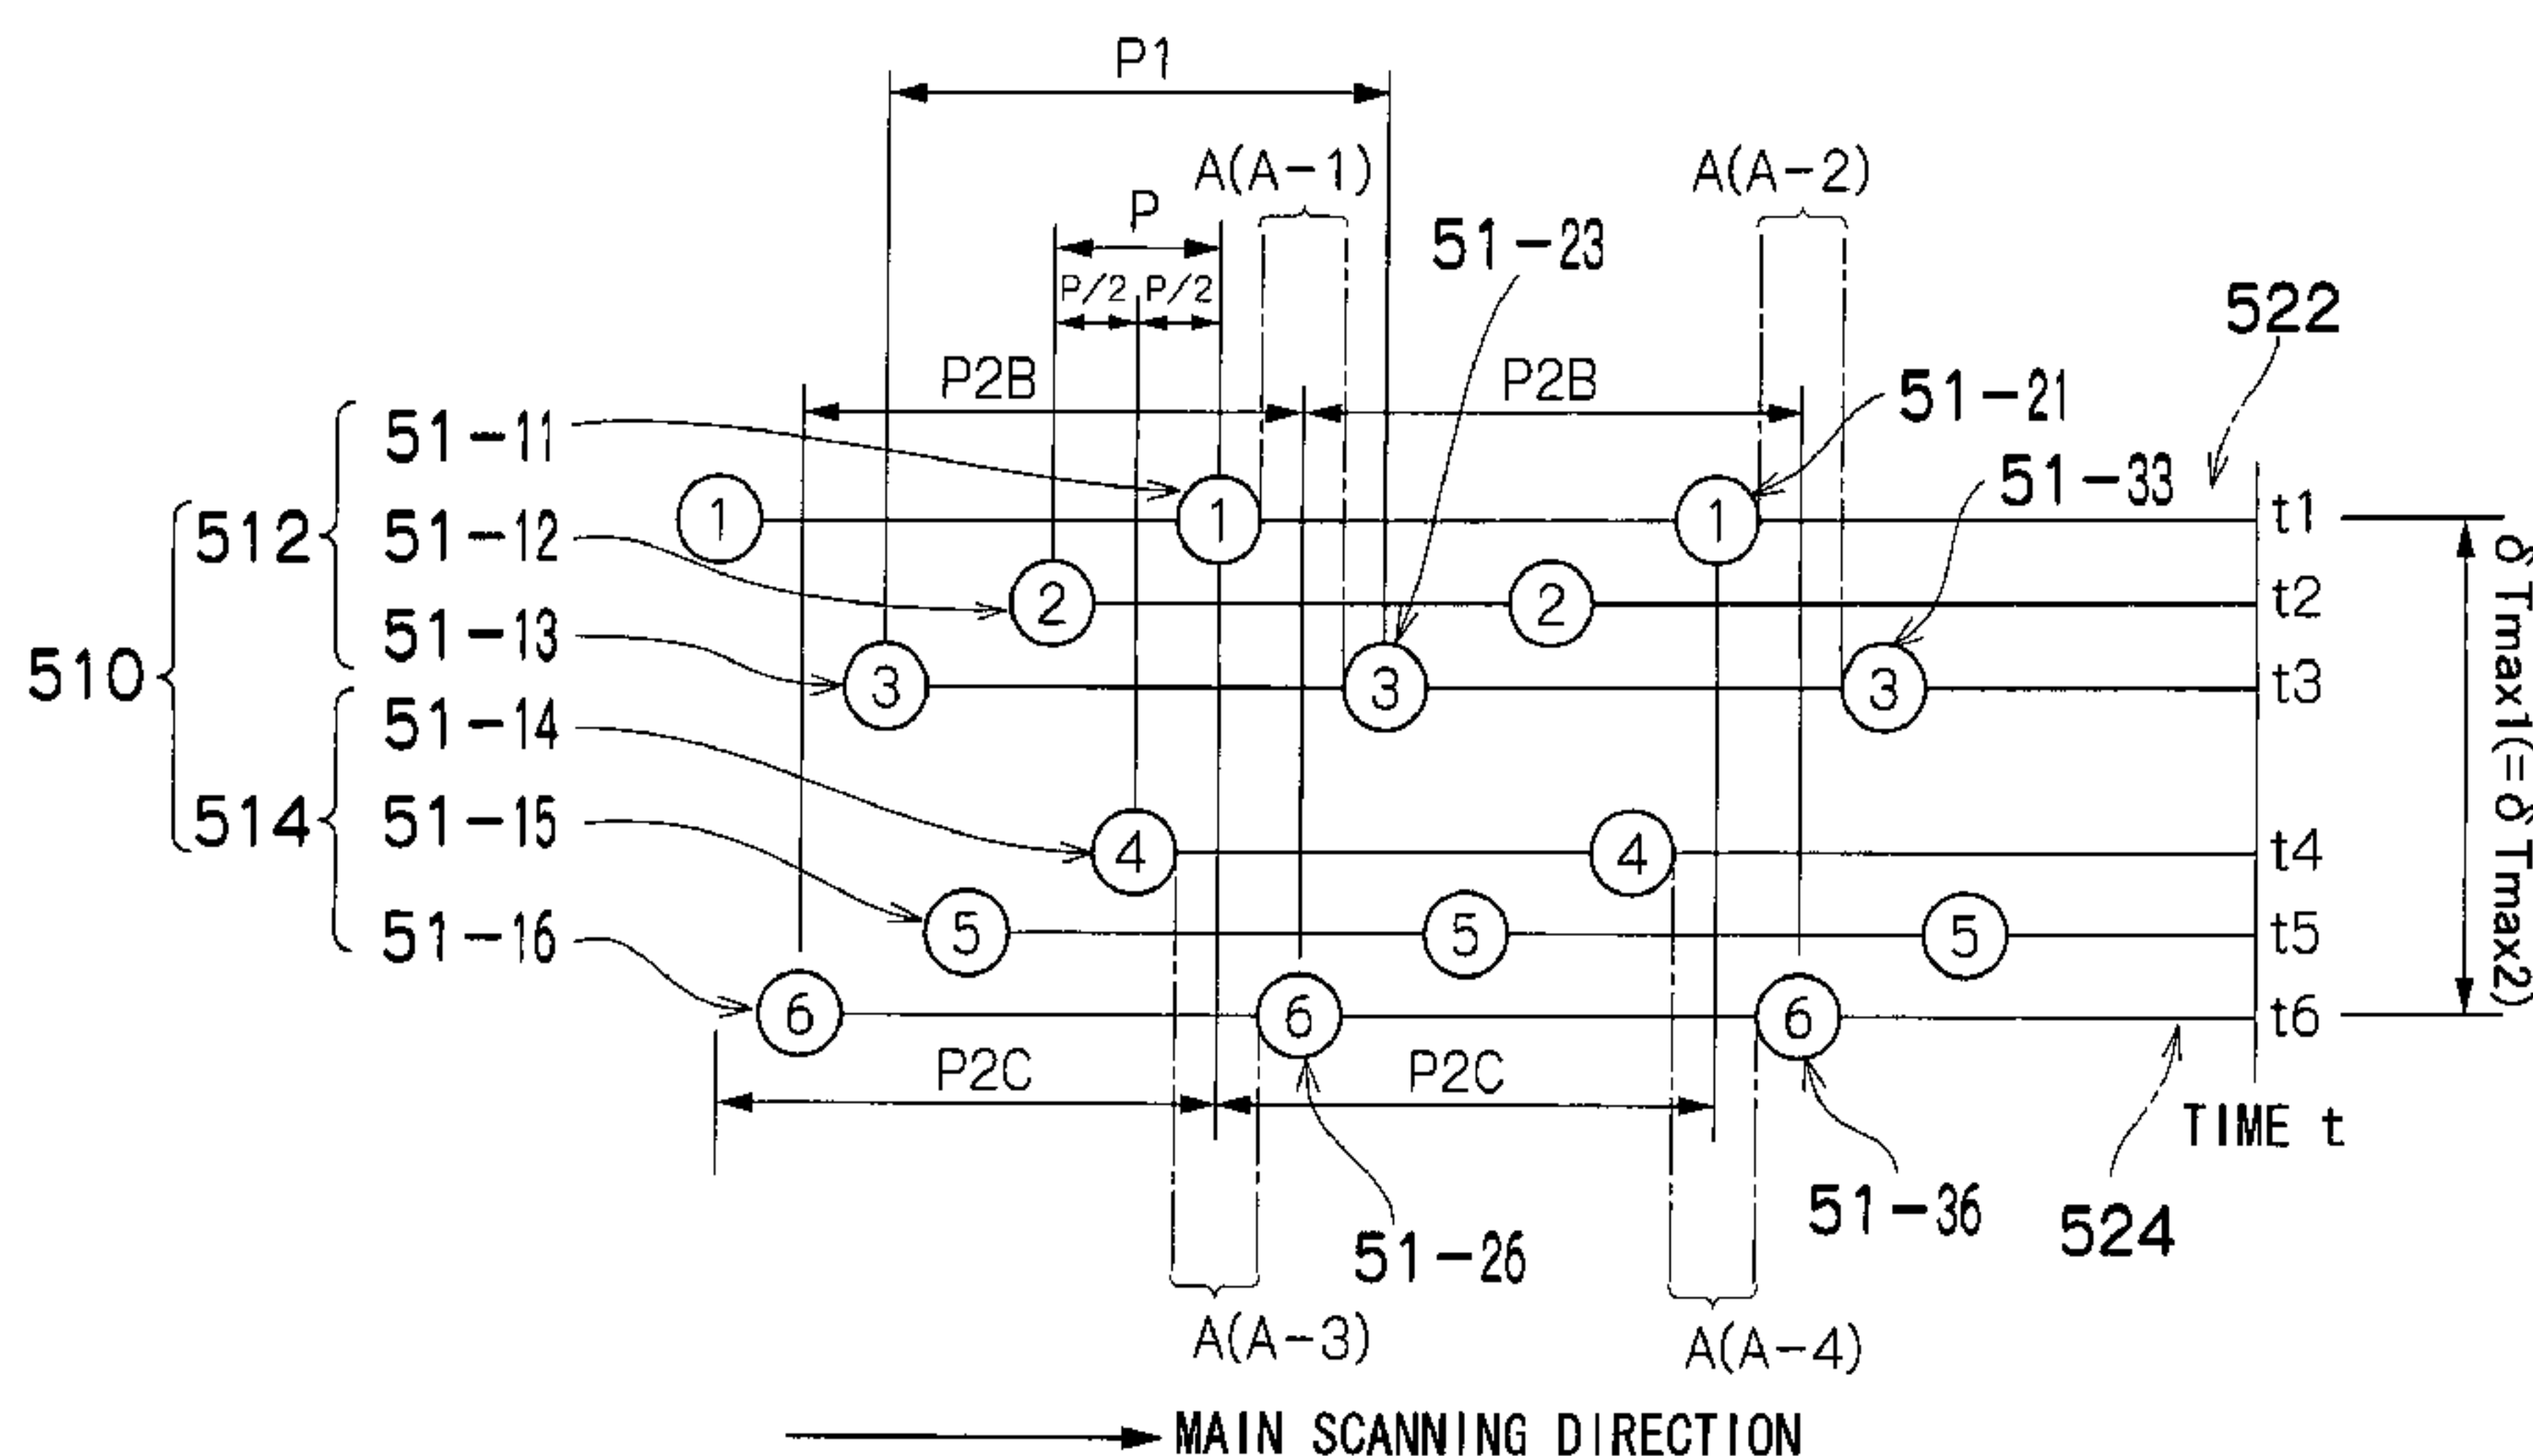 P1
A(A-1)
A(A-2)
P
51-23
P/2 P/2
522
P2B
P2B
51-21
51-11
51-33
1
1
1
t1
512
51-12
2
2
t2
51-13
510
3
3
3
t3
δTmax1(=δTmax2)
51-14
514
51-15
4
4
t4
51-16
5
5
5
t5
6
6
6
t6
P2C
P2C
TIME t
51-26
51-36
524
A(A-3)
A(A-4)
MAIN SCANNING DIRECTION